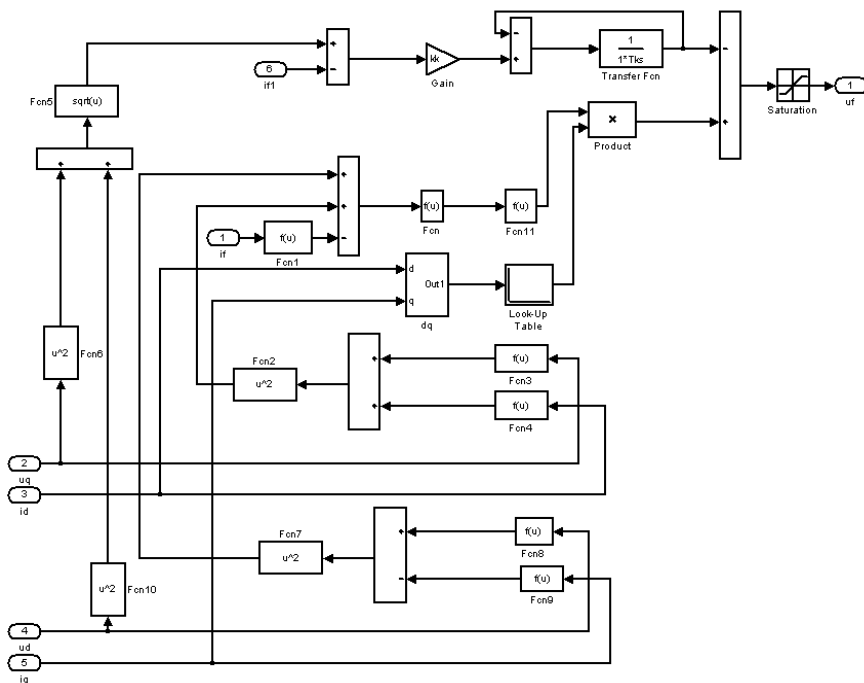 Fcn5
sqrt(u)
+
−
6
if1
kk
Gain
−
+
1
1*Tks
Transfer Fcn
−
+
Saturation
1
uf
×
Product
+
+
+
+
−
1
if
f(u)
Fcn1
f(u)
Fcn
f(u)
Fcn11
d
q
Out1
dq
Look-Up
Table
u^2
Fcn6
Fcn2
u^2
+
+
f(u)
Fcn3
f(u)
Fcn4
2
uq
3
id
Fcn7
u^2
+
−
f(u)
Fcn8
f(u)
Fcn9
u^2
Fcn10
4
ud
5
iq